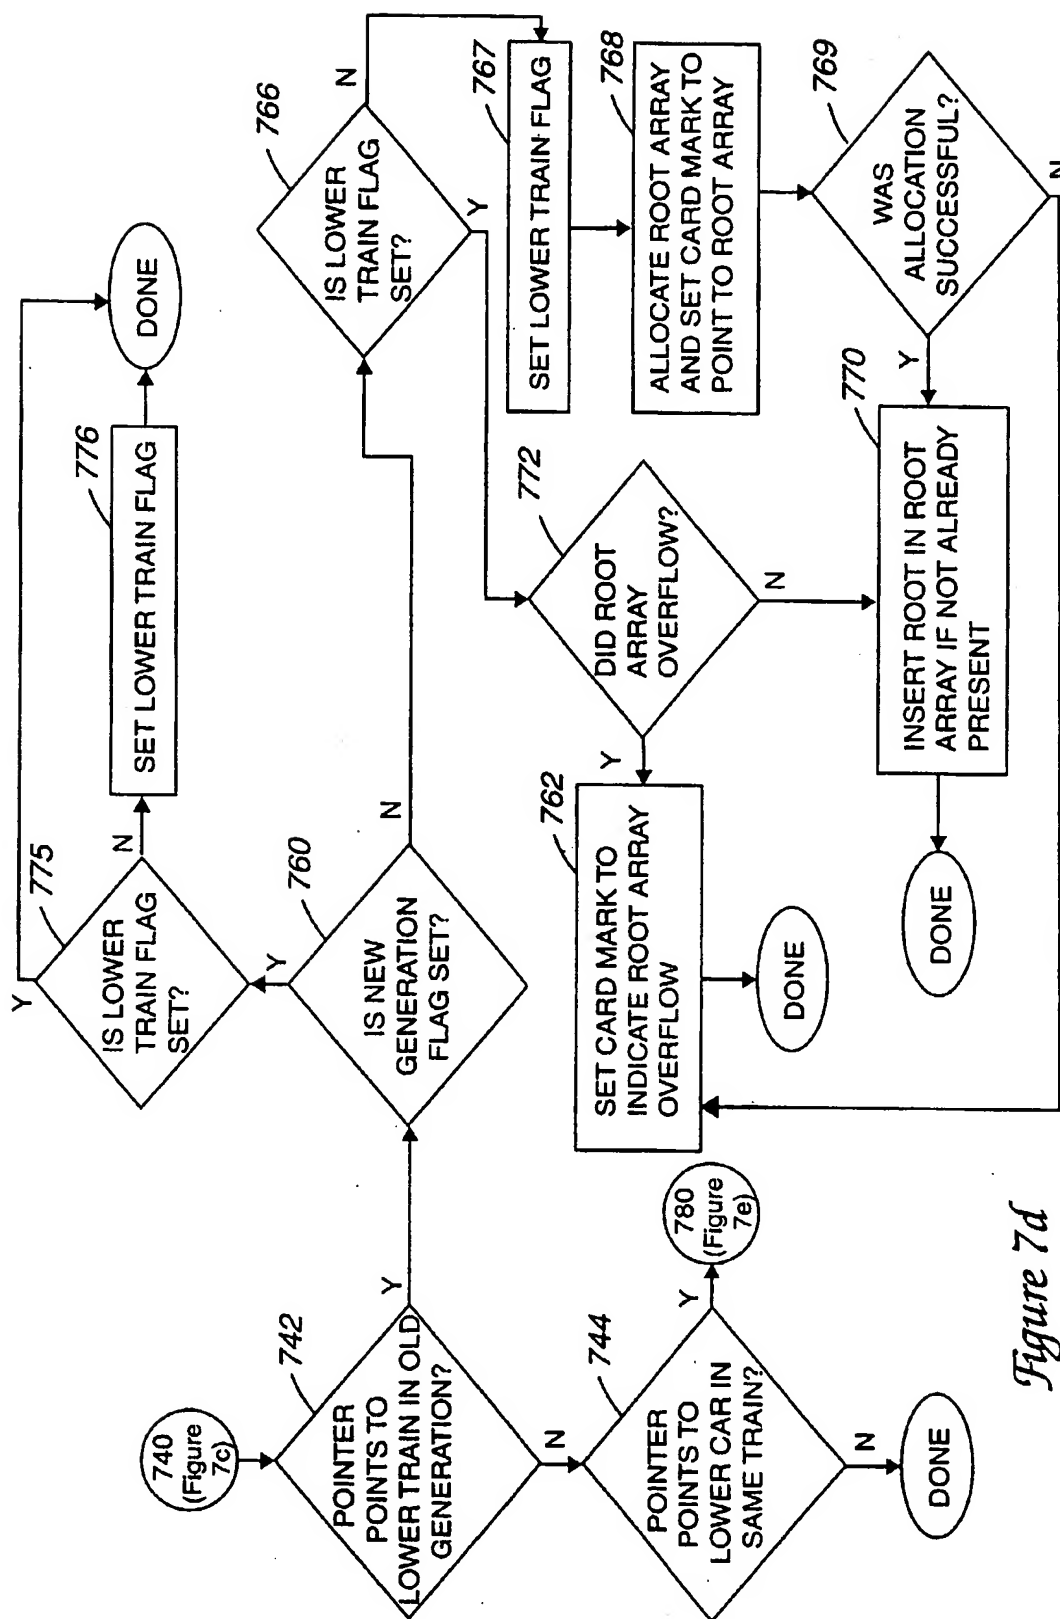 740
(Figure
7c)
742
POINTER
POINTS TO
LOWER TRAIN IN OLD
GENERATION?
Y
N
744
POINTER
POINTS TO
LOWER CAR IN
SAME TRAIN?
Y
N
780
(Figure
7e)
DONE
760
IS NEW
GENERATION
FLAG SET?
Y
N
775
IS LOWER
TRAIN FLAG
SET?
Y
N
776
SET LOWER TRAIN FLAG
DONE
766
IS LOWER
TRAIN FLAG
SET?
N
Y
767
SET LOWER TRAIN FLAG
768
ALLOCATE ROOT ARRAY
AND SET CARD MARK TO
POINT TO ROOT ARRAY
769
WAS
ALLOCATION
SUCCESSFUL?
Y
N
772
DID ROOT
ARRAY
OVERFLOW?
Y
N
762
SET CARD MARK TO
INDICATE ROOT ARRAY
OVERFLOW
DONE
770
INSERT ROOT IN ROOT
ARRAY IF NOT ALREADY
PRESENT
DONE
Figure 7d